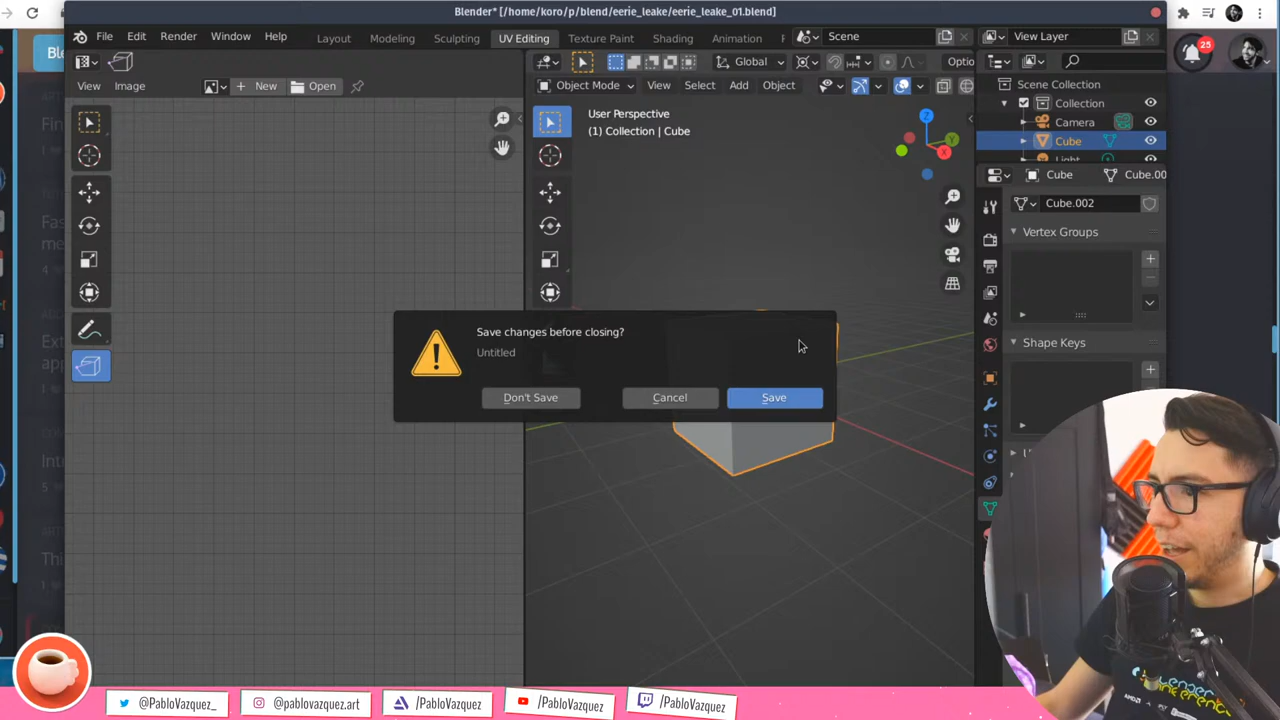 Blender* [/home/koro/p/blend/eerie_leake/eerie_leake_01.blend]
File Edit Render Window Help Layout Modeling Sculpting UV Editing Texture Paint Shading Animation Scene View Layer
25
View Image New Open
Global Optio
Object Mode View Select Add Object
User Perspective
(1) Collection | Cube
Z
Y
X
Scene Collection
Collection
Camera
Cube
Light
Cube Cube.00
Cube.002
Vertex Groups
Shape Keys
Save changes before closing?
Untitled
Don't Save Cancel Save
@PabloVazquez_ @pablovazquez.art /PabloVazquez /PabloVazquez /PabloVazquez